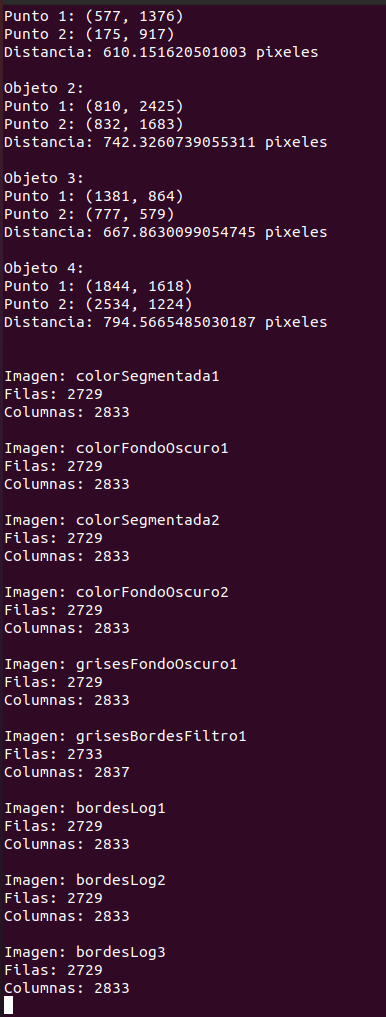 Punto 1: (577, 1376)
Punto 2: (175, 917)
Distancia: 610.151620501003 pixeles
Objeto 2:
Punto 1: (810, 2425)
Punto 2: (832, 1683)
Distancia: 742.3260739055311 pixeles
Objeto 3:
Punto 1: (1381, 864)
Punto 2: (777, 579)
Distancia: 667.8630099054745 pixeles
Objeto 4:
Punto 1: (1844, 1618)
Punto 2: (2534, 1224)
Distancia: 794.5665485030187 pixeles
Imagen: colorSegmentada1
Filas: 2729
Columnas: 2833
Imagen: colorFondoOscuro1
Filas: 2729
Columnas: 2833
Imagen: colorSegmentada2
Filas: 2729
Columnas: 2833
Imagen: colorFondoOscuro2
Filas: 2729
Columnas: 2833
Imagen: grisesFondoOscuro1
Filas: 2729
Columnas: 2833
Imagen: grisesBordesFiltro1
Filas: 2733
Columnas: 2837
Imagen: bordesLog1
Filas: 2729
Columnas: 2833
Imagen: bordesLog2
Filas: 2729
Columnas: 2833
Imagen: bordesLog3
Filas: 2729
Columnas: 2833